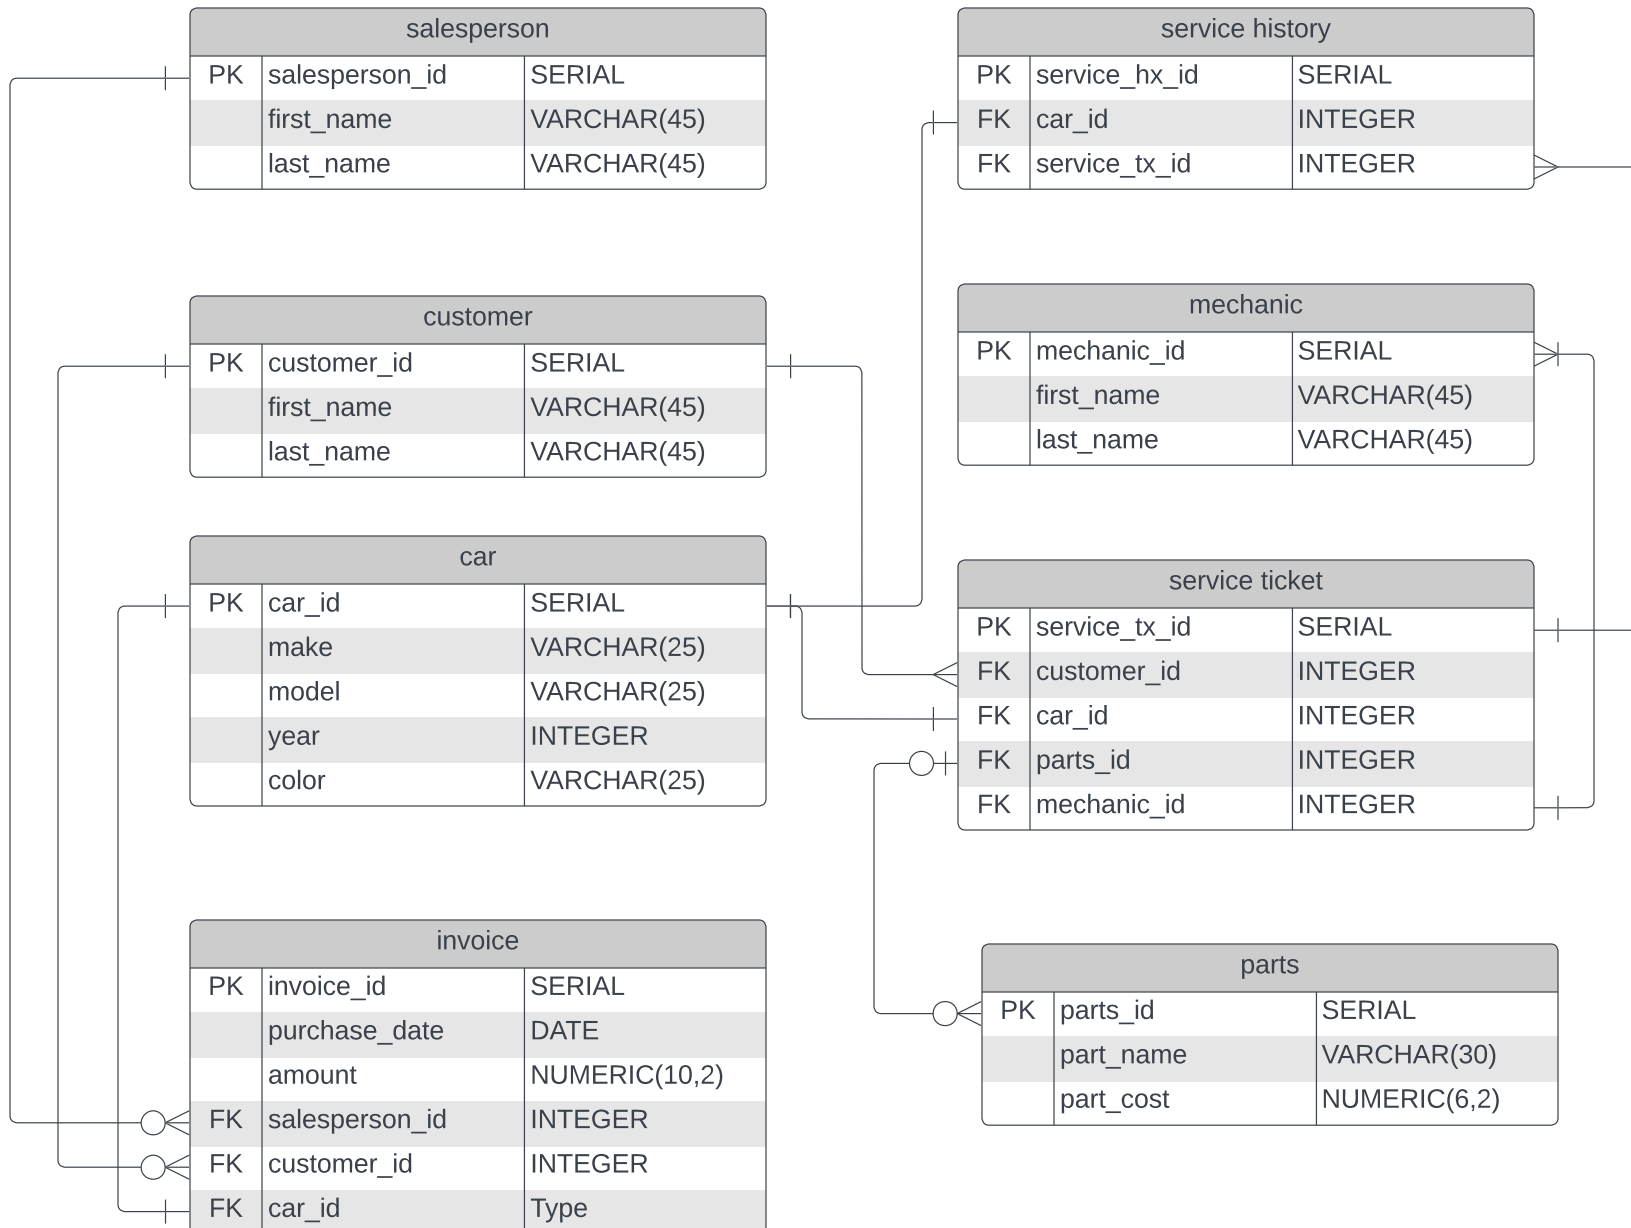 salesperson
PK salesperson_id SERIAL
first_name VARCHAR(45)
last_name VARCHAR(45)
customer
PK customer_id SERIAL
first_name VARCHAR(45)
last_name VARCHAR(45)
car
PK car_id SERIAL
make VARCHAR(25)
model VARCHAR(25)
year INTEGER
color VARCHAR(25)
invoice
PK invoice_id SERIAL
purchase_date DATE
amount NUMERIC(10,2)
FK salesperson_id INTEGER
FK customer_id INTEGER
FK car_id Type
service history
PK service_hx_id SERIAL
FK car_id INTEGER
FK service_tx_id INTEGER
mechanic
PK mechanic_id SERIAL
first_name VARCHAR(45)
last_name VARCHAR(45)
service ticket
PK service_tx_id SERIAL
FK customer_id INTEGER
FK car_id INTEGER
FK parts_id INTEGER
FK mechanic_id INTEGER
parts
PK parts_id SERIAL
part_name VARCHAR(30)
part_cost NUMERIC(6,2)